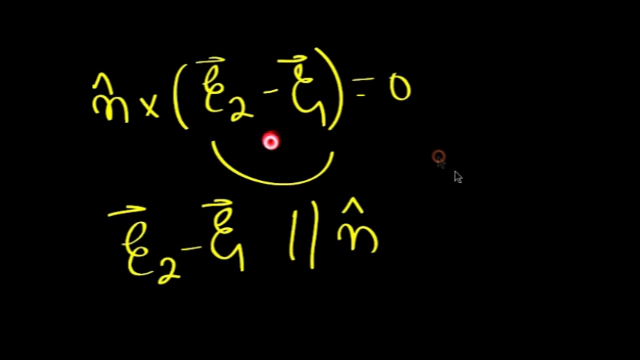 n̂ × (ℰ⃗₂ − ℰ⃗₁) = 0
ℰ⃗₂ − ℰ⃗₁ || n̂